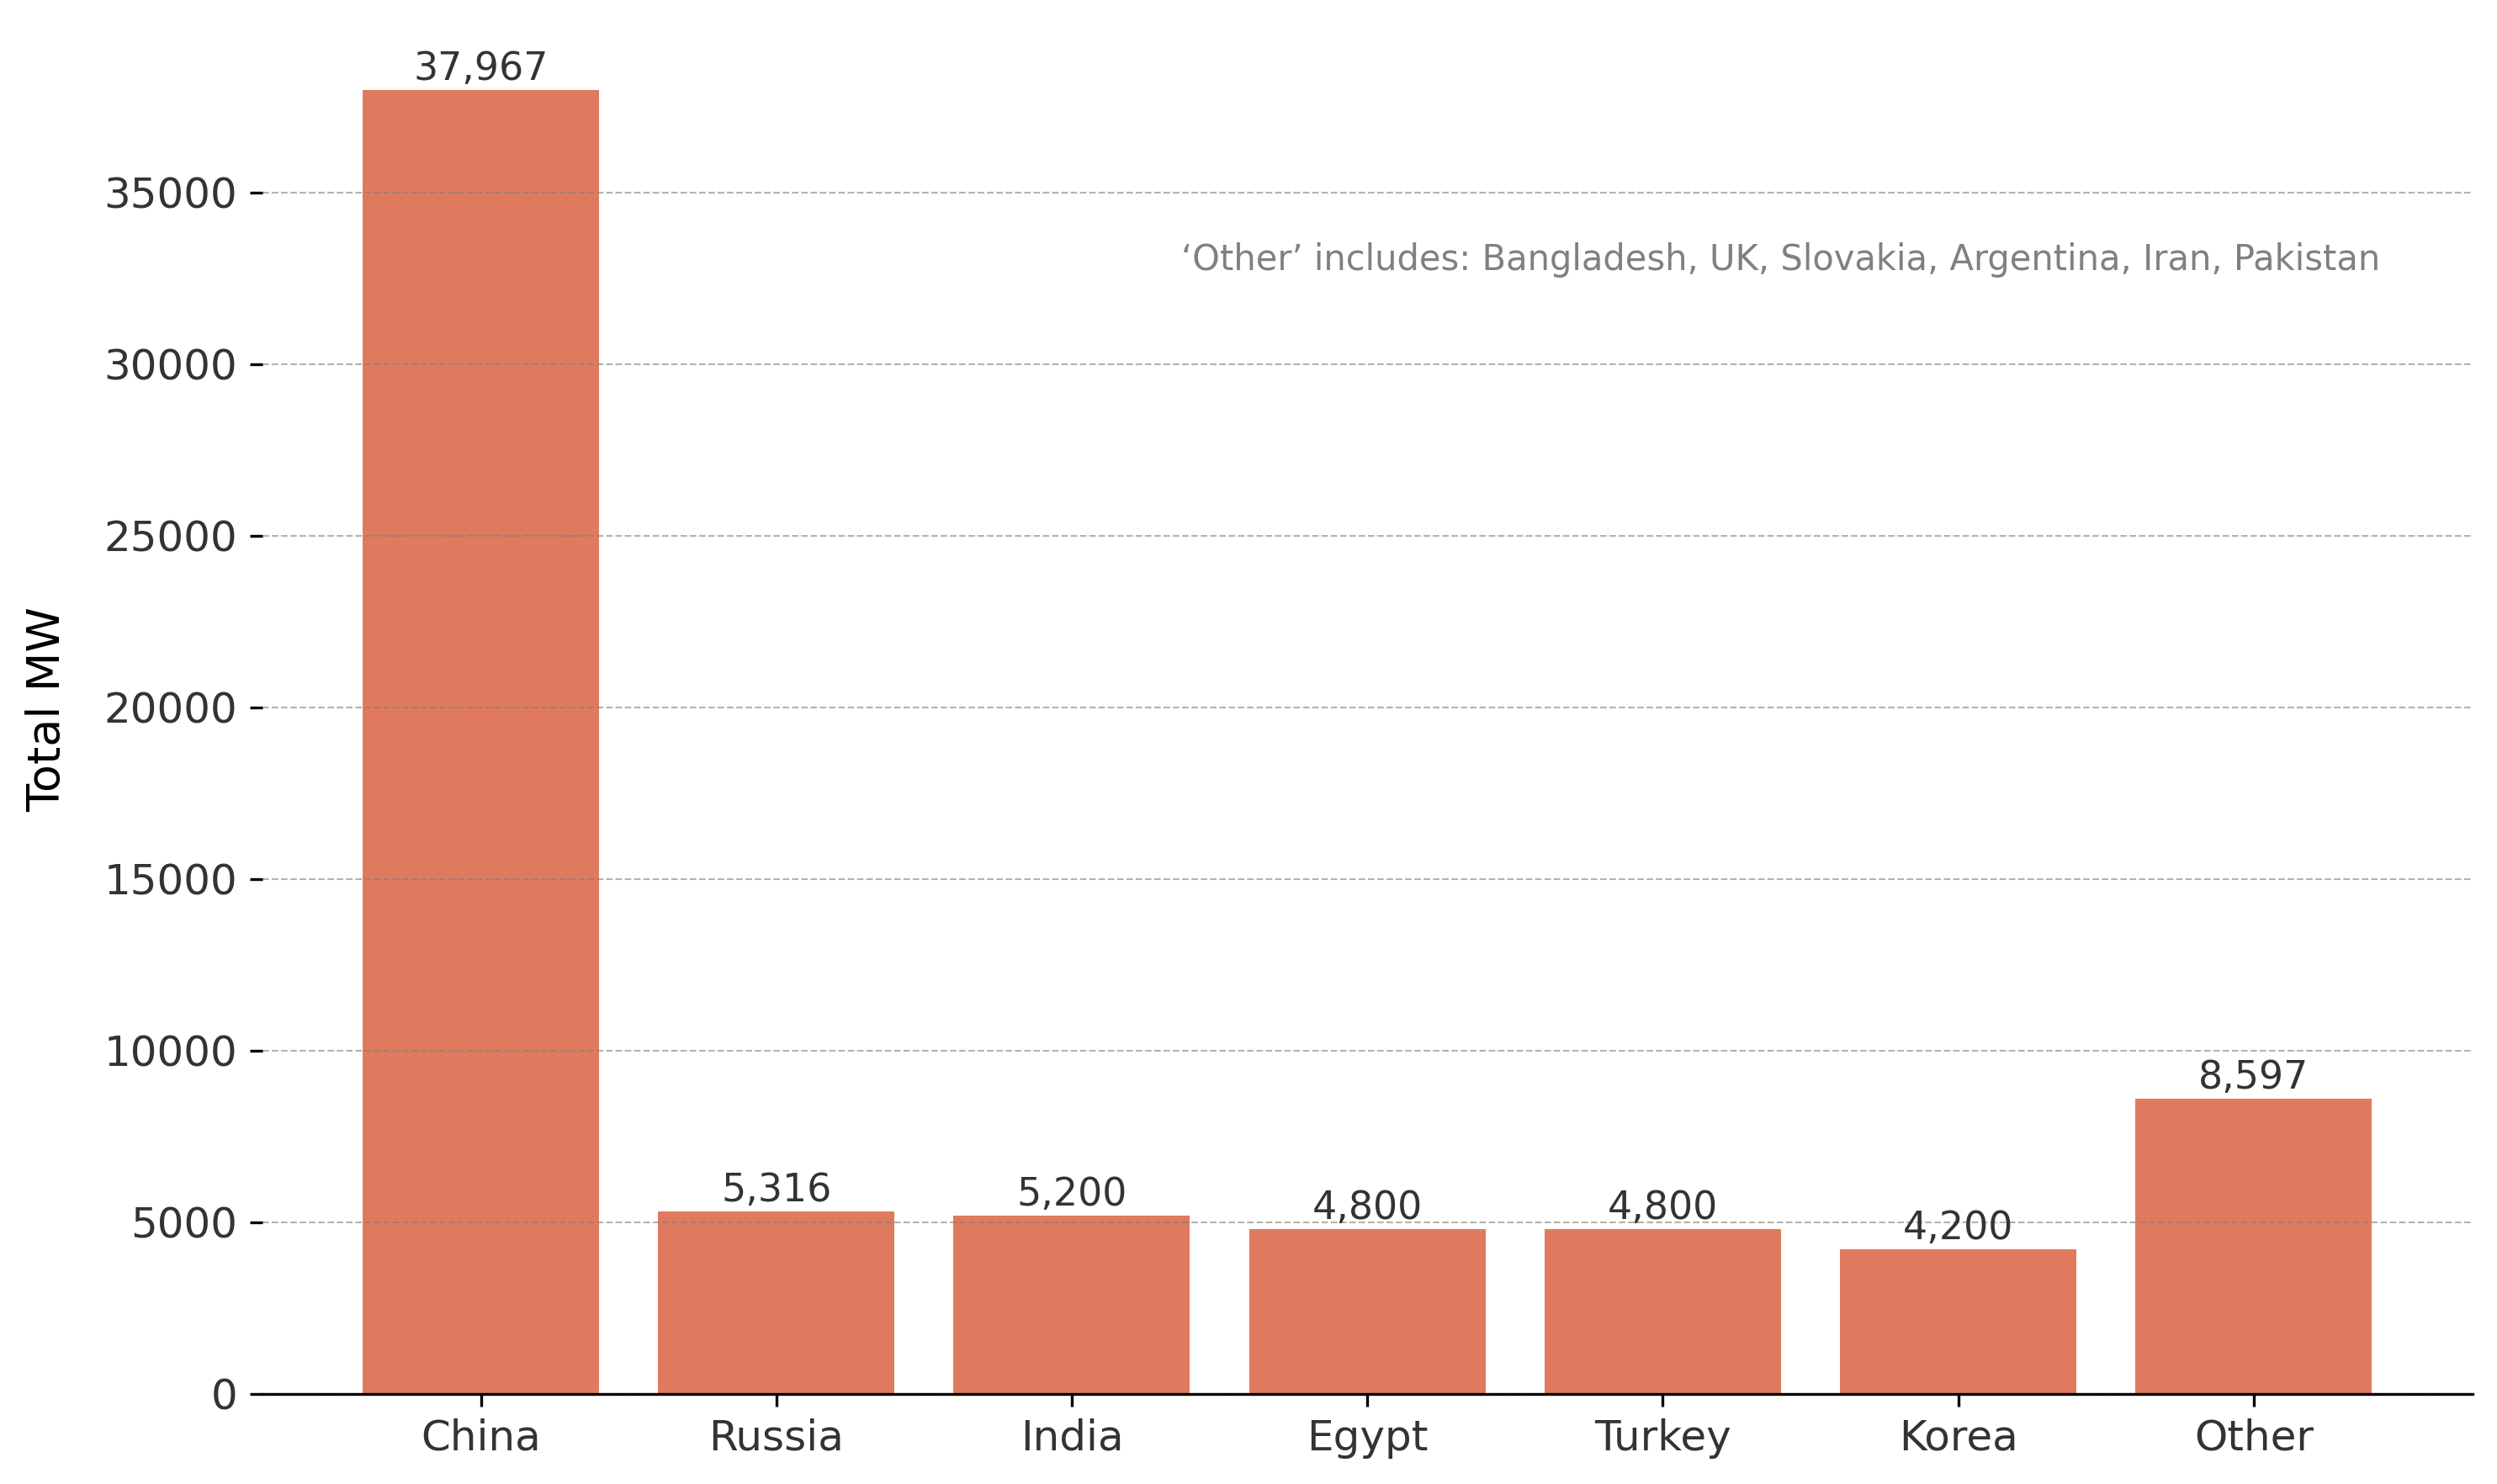 37,967
35000
‘Other’ includes: Bangladesh, UK, Slovakia, Argentina, Iran, Pakistan
30000
25000
Total MW
20000
15000
10000
8,597
5,316
5,200
4,800
4,800
4,200
5000
0
China
Russia
India
Egypt
Turkey
Korea
Other